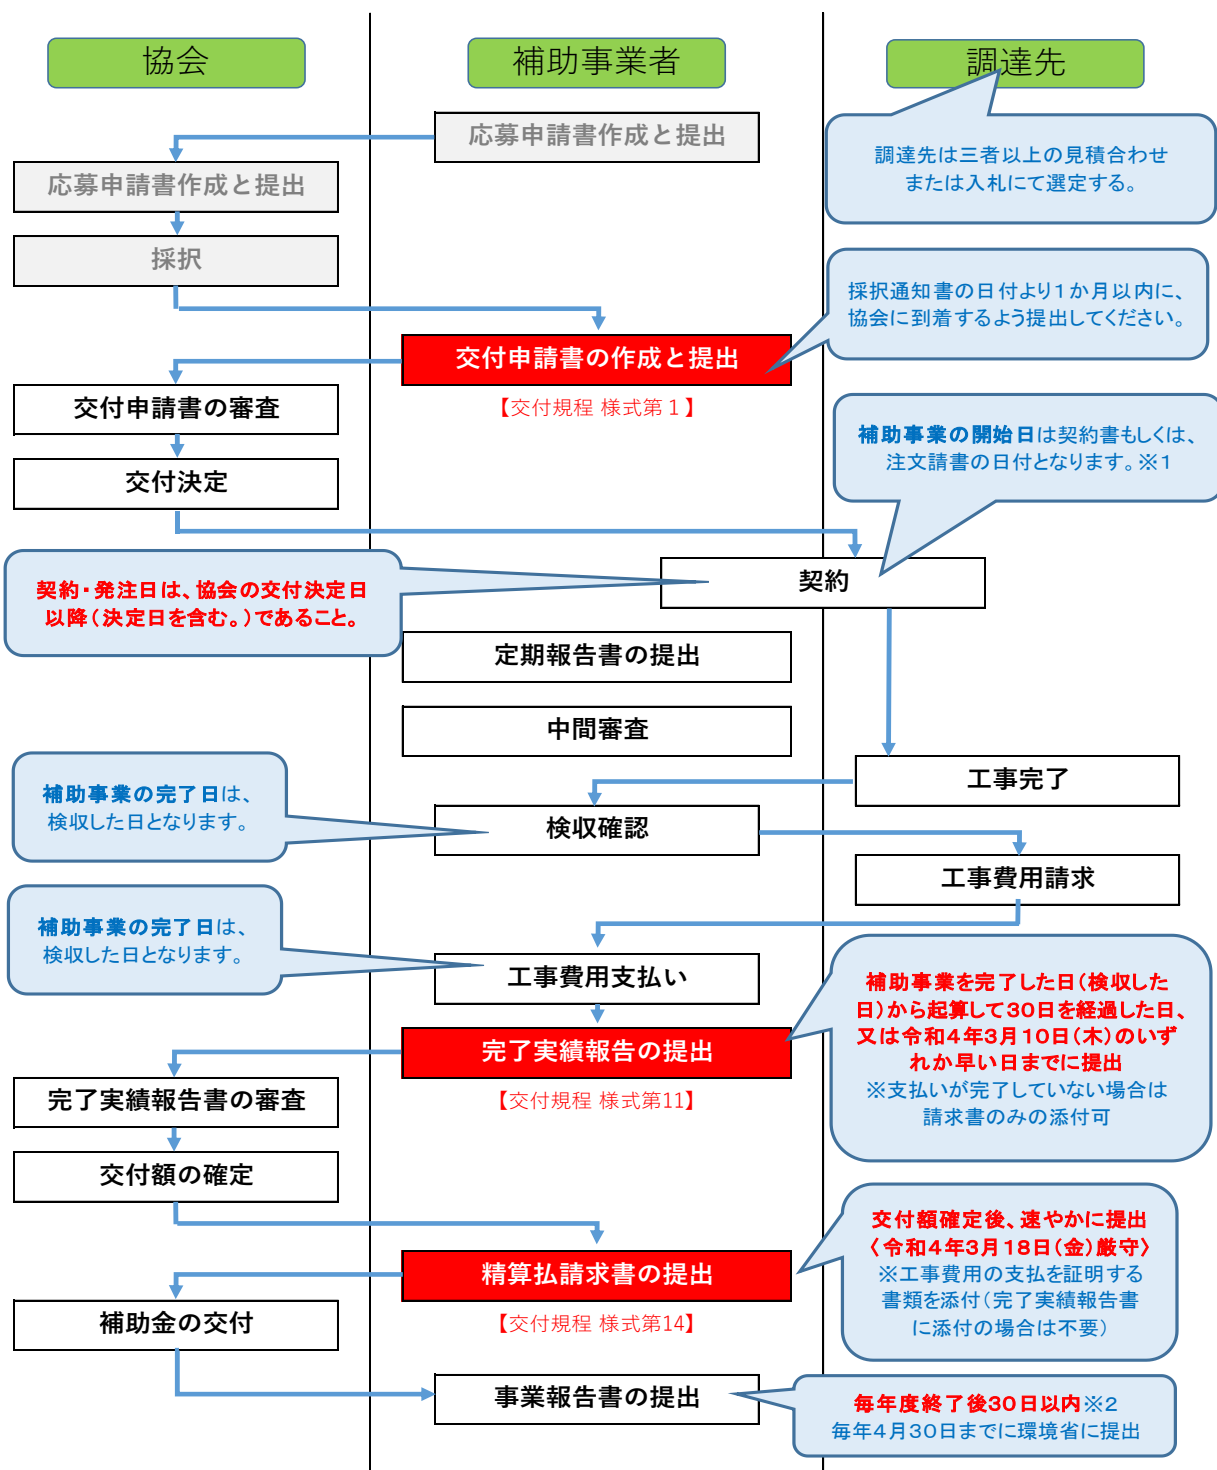 協会
補助事業者
調達先
応募申請書作成と提出
調達先は三者以上の見積合わせ
または入札にて選定する。
応募申請書作成と提出
採択
採択通知書の日付より1か月以内に、
協会に到着するよう提出してください。
交付申請書の作成と提出
【交付規程 様式第1】
交付申請書の審査
補助事業の開始日は契約書もしくは、
注文請書の日付となります。※1
交付決定
契約・発注日は、協会の交付決定日
以降(決定日を含む。)であること。
契約
定期報告書の提出
中間審査
工事完了
補助事業の完了日は、
検収した日となります。
検収確認
工事費用請求
補助事業の完了日は、
検収した日となります。
工事費用支払い
補助事業を完了した日(検収した
日)から起算して30日を経過した日、
又は令和4年3月10日(木)のいず
れか早い日までに提出
※支払いが完了していない場合は
請求書のみの添付可
完了実績報告の提出
【交付規程 様式第11】
完了実績報告書の審査
交付額の確定
交付額確定後、速やかに提出
〈令和4年3月18日(金)厳守〉
※工事費用の支払を証明する
書類を添付(完了実績報告書
に添付の場合は不要)
精算払請求書の提出
【交付規程 様式第14】
補助金の交付
事業報告書の提出
毎年度終了後30日以内※2
毎年4月30日までに環境省に提出